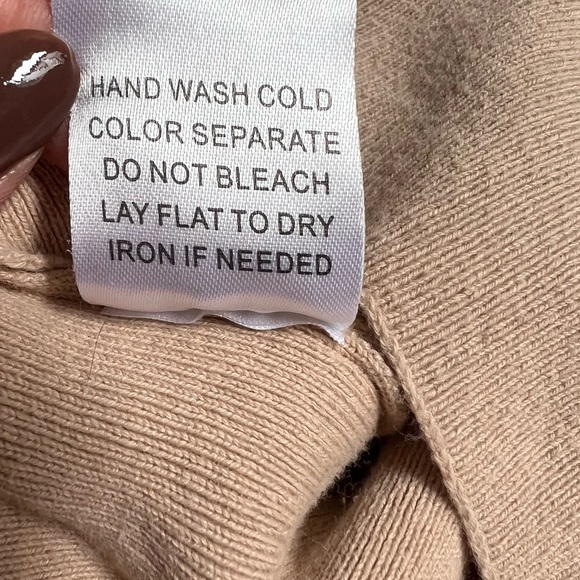 HAND WASH COLD
COLOR SEPARATE
DO NOT BLEACH
LAY FLAT TO DRY
IRON IF NEEDED